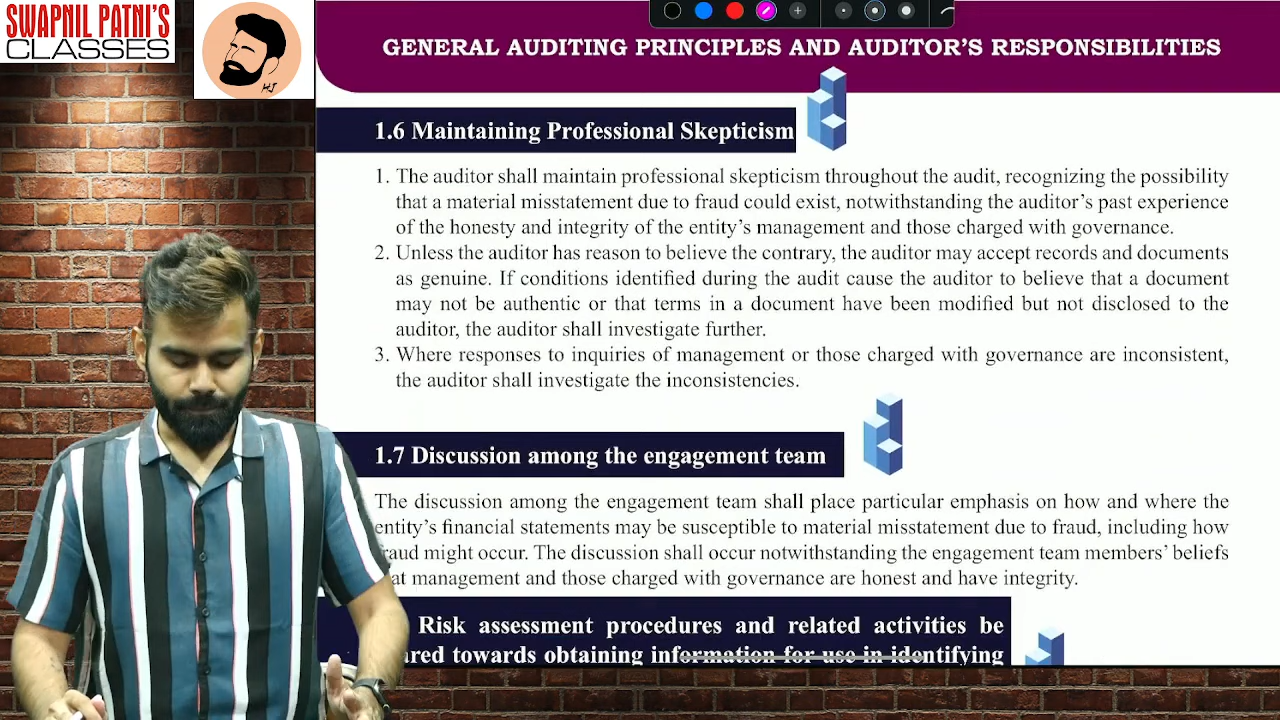 SWAPNIL PATNI'S
CLASSES
HJ
GENERAL AUDITING PRINCIPLES AND AUDITOR'S RESPONSIBILITIES
1.6 Maintaining Professional Skepticism
1. The auditor shall maintain professional skepticism throughout the audit, recognizing the possibility
that a material misstatement due to fraud could exist, notwithstanding the auditor's past experience
of the honesty and integrity of the entity's management and those charged with governance.
2. Unless the auditor has reason to believe the contrary, the auditor may accept records and documents
as genuine. If conditions identified during the audit cause the auditor to believe that a document
may not be authentic or that terms in a document have been modified but not disclosed to the
auditor, the auditor shall investigate further.
3. Where responses to inquiries of management or those charged with governance are inconsistent,
the auditor shall investigate the inconsistencies.
1.7 Discussion among the engagement team
The discussion among the engagement team shall place particular emphasis on how and where the
entity's financial statements may be susceptible to material misstatement due to fraud, including how
raud might occur. The discussion shall occur notwithstanding the engagement team members' beliefs
at management and those charged with governance are honest and have integrity.
Risk assessment procedures and related activities be
ared towards obtaining information for use in identifying